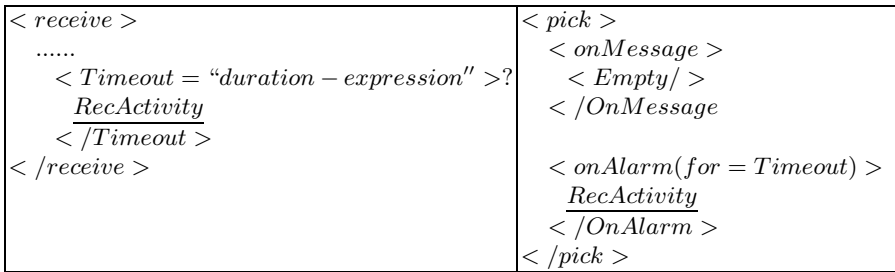 < receive >
......
< Timeout = “duration − expression′′ >?
RecActivity
< /Timeout >
< /receive >
< pick >
< onMessage >
< Empty/ >
< /OnMessage
< onAlarm(for = Timeout) >
RecActivity
< /OnAlarm >
< /pick >